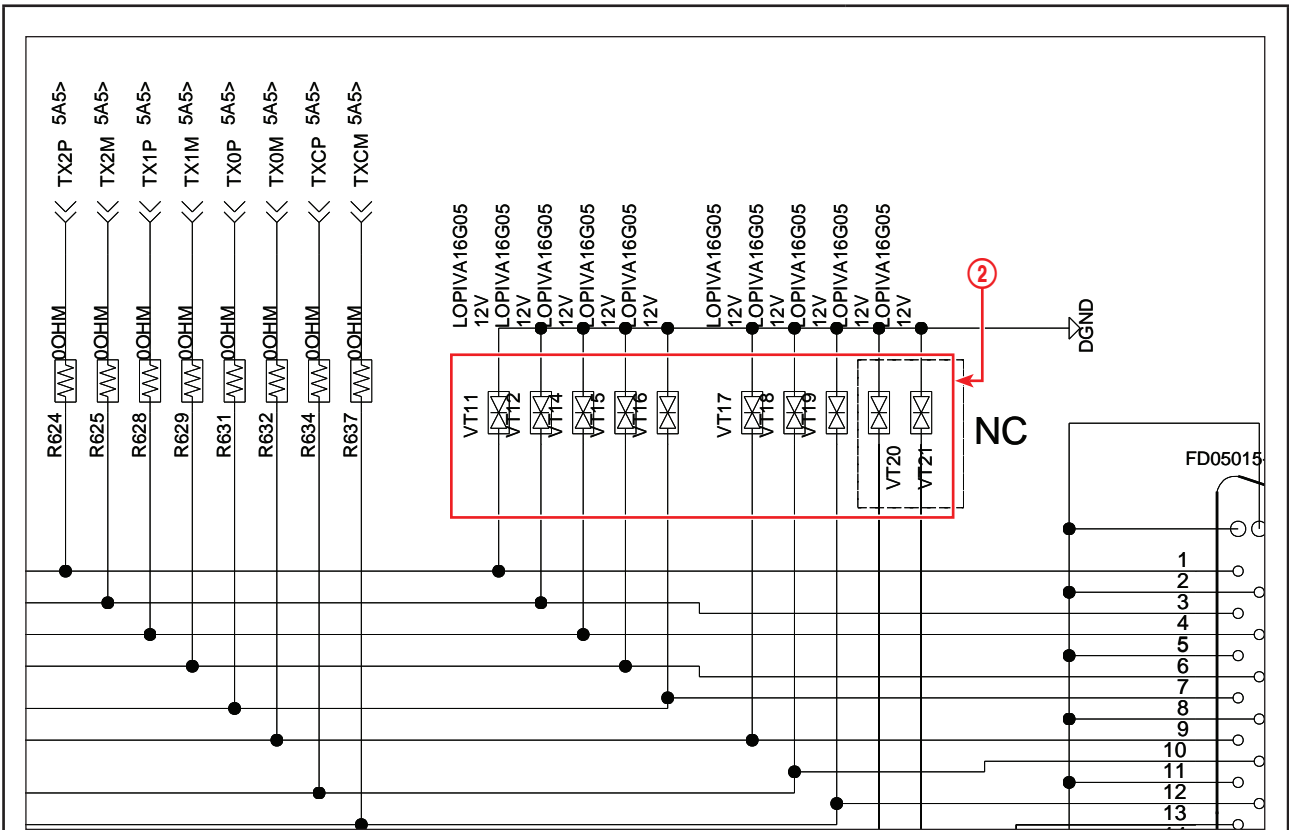 TX2P 5A5>
TX2M 5A5>
TX1P 5A5>
TX1M 5A5>
TX0P 5A5>
TX0M 5A5>
TXCP 5A5>
TXCM 5A5>
0OHM
0OHM
0OHM
0OHM
0OHM
0OHM
0OHM
0OHM
R624
R625
R628
R629
R631
R632
R634
R637
LOPIVA16G05
12V
LOPIVA16G05
12V
LOPIVA16G05
12V
LOPIVA16G05
12V
LOPIVA16G05
12V
LOPIVA16G05
12V
LOPIVA16G05
12V
LOPIVA16G05
12V
LOPIVA16G05
12V
LOPIVA16G05
12V
2
DGND
VT11
VT12
VT14
VT15
VT16
VT17
VT18
VT19
VT20
VT21
NC
FD05015
1
2
3
4
5
6
7
8
9
10
11
12
13